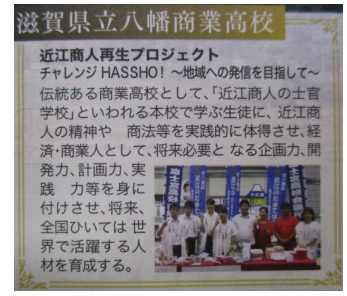 滋賀県立八幡商業高校
近江商人再生プロジェクト
チャレンジ HASSHO! ～地域への発信を目指して～
伝統ある商業高校として、「近江商人の士官
学校」といわれる本校で学ぶ生徒に、近江商
人の精神や 商法等を実践的に体得させ、経
済・商業人として、将来必要と なる企画力、開
発力、計画力、実
践 力等を身に
付けさせ、将来、
全国ひいては 世
界で活躍する人
材を育成する。